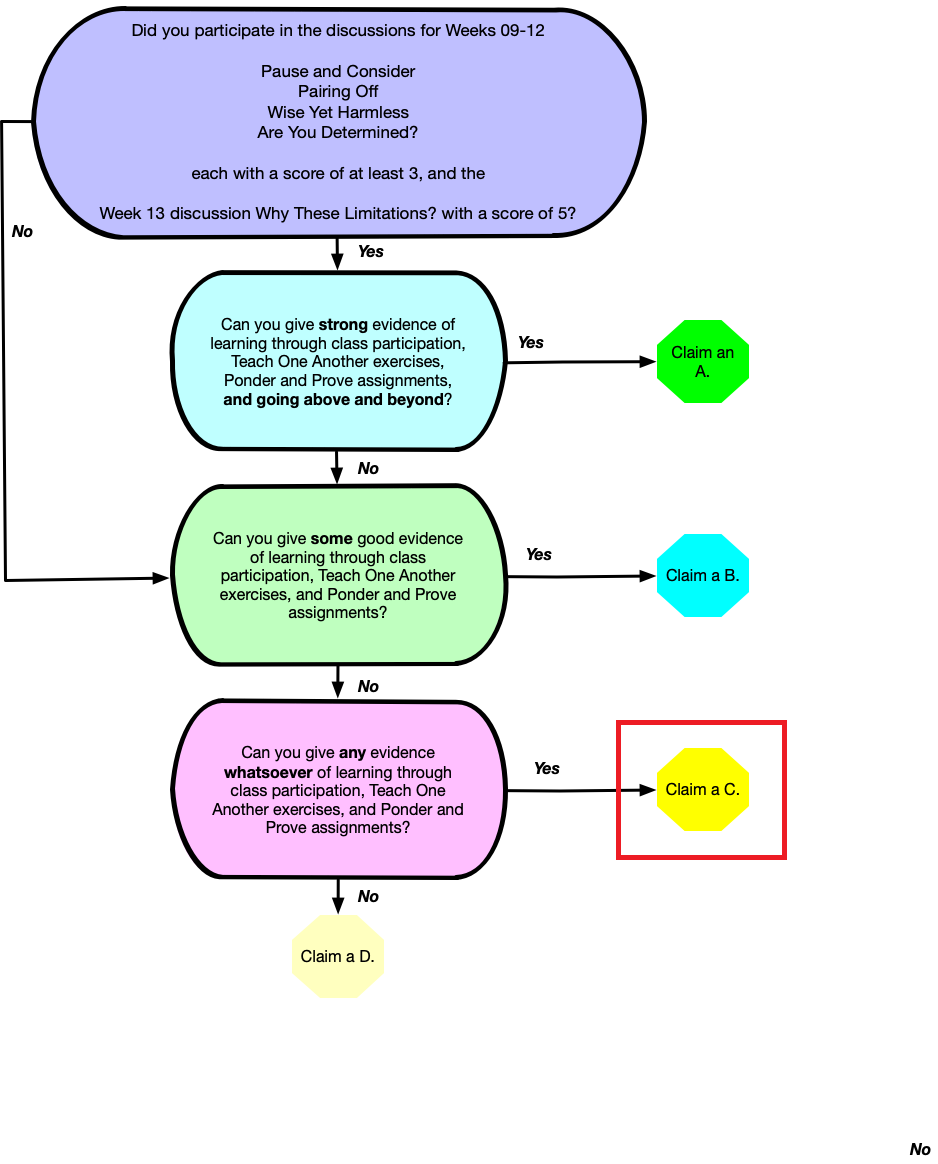 Did you participate in the discussions for Weeks 09-12
Pause and Consider
Pairing Off
Wise Yet Harmless
Are You Determined?
each with a score of at least 3, and the
Week 13 discussion Why These Limitations? with a score of 5?
No
Yes
Can you give strong evidence of
learning through class participation,
Teach One Another exercises,
Ponder and Prove assignments,
and going above and beyond?
Yes
Claim an
A.
No
Can you give some good evidence
of learning through class
participation, Teach One Another
exercises, and Ponder and Prove
assignments?
Yes
Claim a B.
No
Can you give any evidence
whatsoever of learning through
class participation, Teach One
Another exercises, and Ponder and
Prove assignments?
Yes
Claim a C.
No
Claim a D.
No